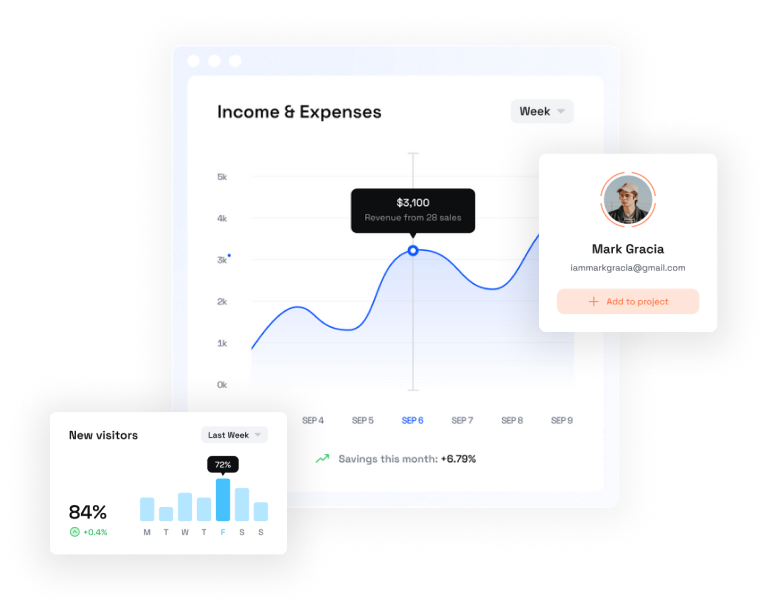 Income & Expenses
Week
5k
4k
3k
2k
1k
0k
$3,100
Revenue from 28 sales
SEP 4 SEP 5 SEP 6 SEP 7 SEP 8 SEP 9
Savings this month: +6.79%
Mark Gracia
iammarkgracia@gmail.com
+ Add to project
New visitors
Last Week
72%
84%
+0.4%
M T W T F S S